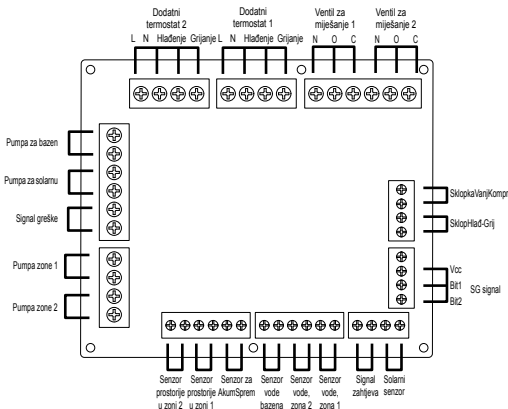 Dodatni
termostat 2
Dodatni
termostat 1
Ventil za
miješanje 1
Ventil za
miješanje 2
L N Hlađenje Grijanje
L N Hlađenje Grijanje
N O C
N O C
Pumpa za bazen
Pumpa za solarnu
Signal greške
Pumpa zone 1
Pumpa zone 2
SklopkaVanjKompr
SklopHlađ-Grij
Vcc
Bit1
Bit2
SG signal
Senzor
prostorije
u zoni 2
Senzor
prostorije
u zoni 1
Senzor za
AkumSprem
Senzor
vode
bazena
Senzor
vode,
zona 2
Senzor
vode,
zona 1
Signal
zahtjeva
Solarni
senzor